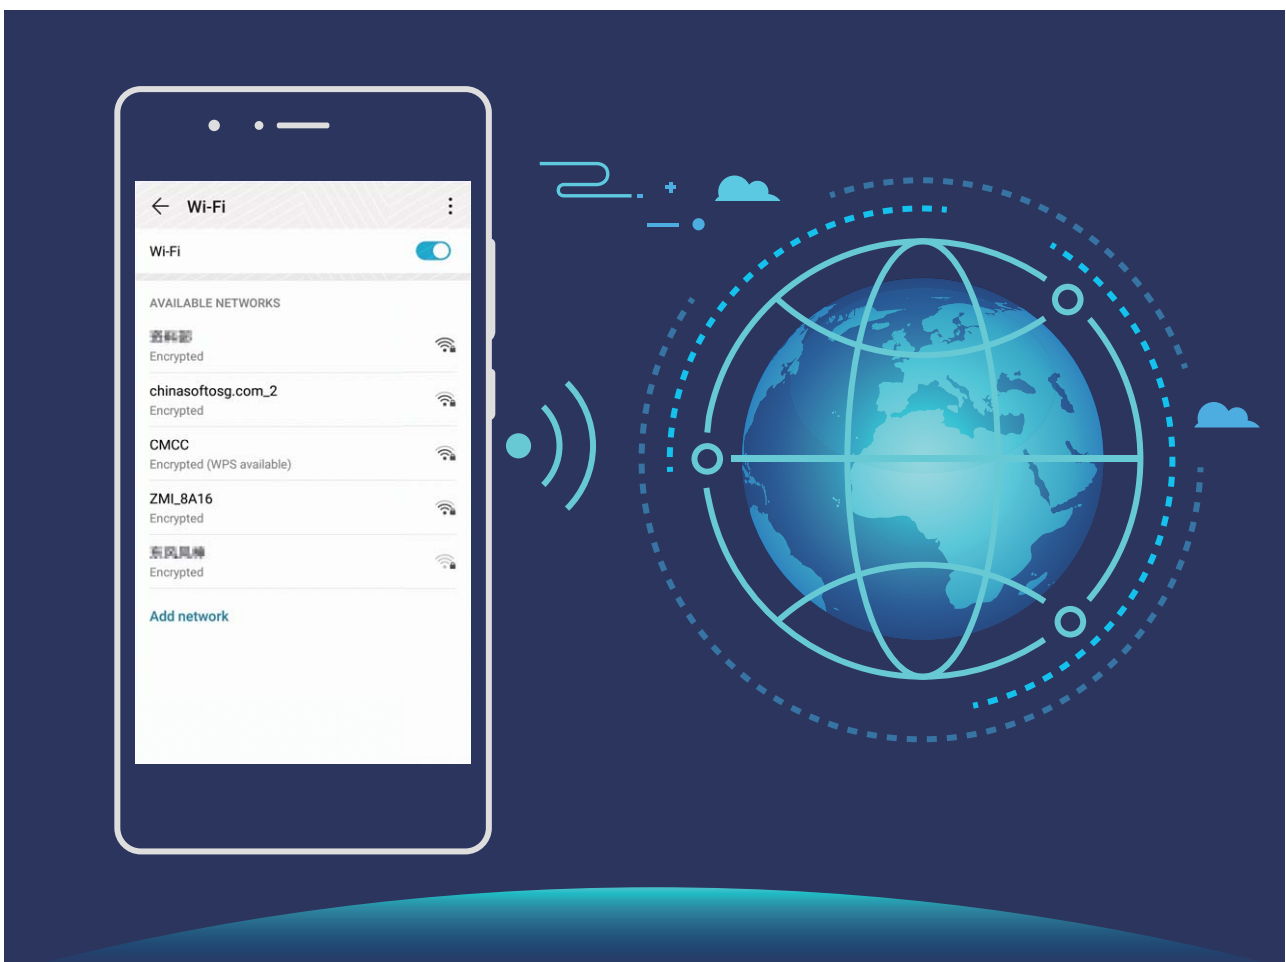 Wi-Fi
Wi-Fi
AVAILABLE NETWORKS
Encrypted
chinasoftosg.com_2
Encrypted
CMCC
Encrypted (WPS available)
ZMI_8A16
Encrypted
Encrypted
Add network